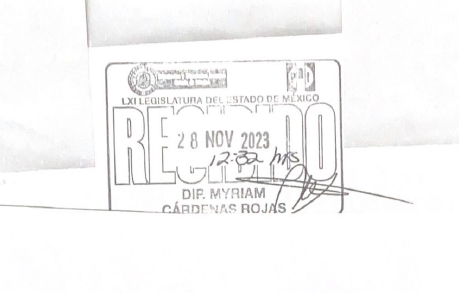 LXI LEGISLATURA DEL ESTADO DE MÉXICO
RECIBIDO
28 NOV 2023
12:32 hrs
DIP. MYRIAM
CÁRDENAS ROJAS